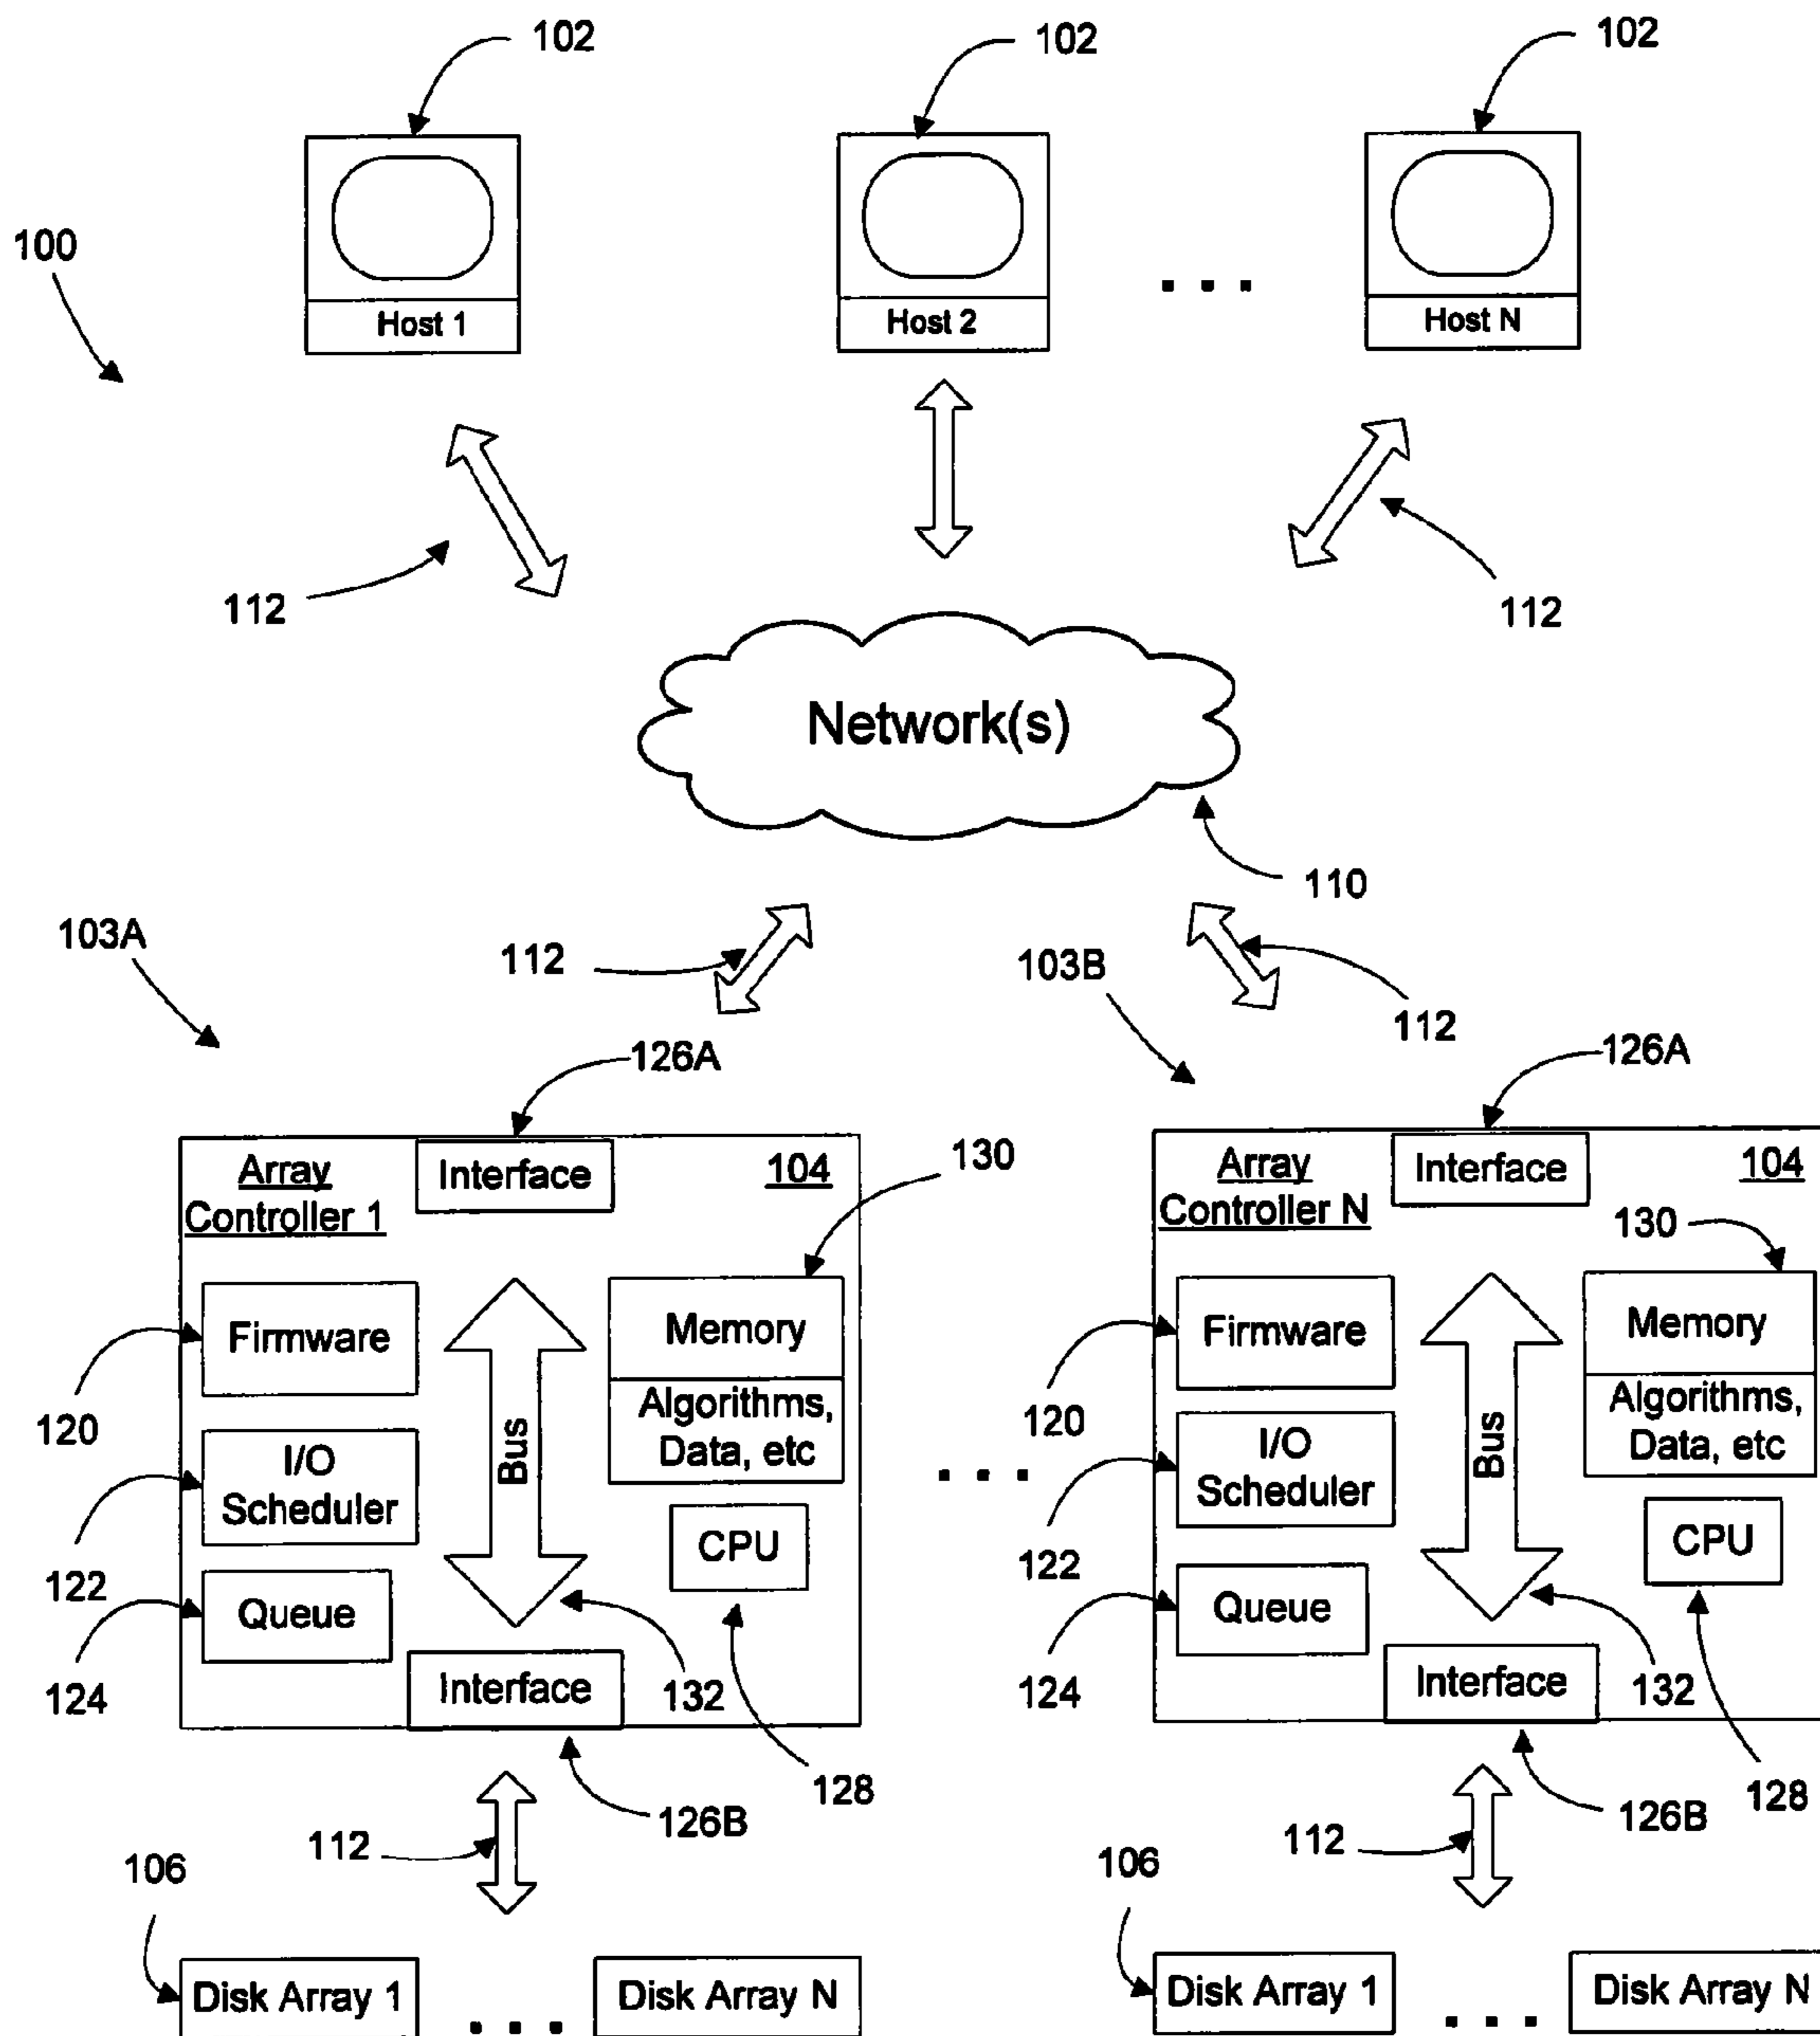 102
102
102
100
Host 1
Host 2
. . .
Host N
112
112
Network(s)
110
103A
112
103B
112
126A
126A
Array
Controller 1
Interface
104
130
Firmware
Memory
Algorithms,
Data, etc
120
Bus
I/O
Scheduler
CPU
122
Queue
124
Interface
132
128
126B
112
106
Disk Array 1
. . .
Disk Array N
. . .
Array
Controller N
Interface
104
130
Firmware
Memory
Algorithms,
Data, etc
120
Bus
I/O
Scheduler
CPU
122
Queue
124
Interface
132
128
126B
112
106
Disk Array 1
. . .
Disk Array N